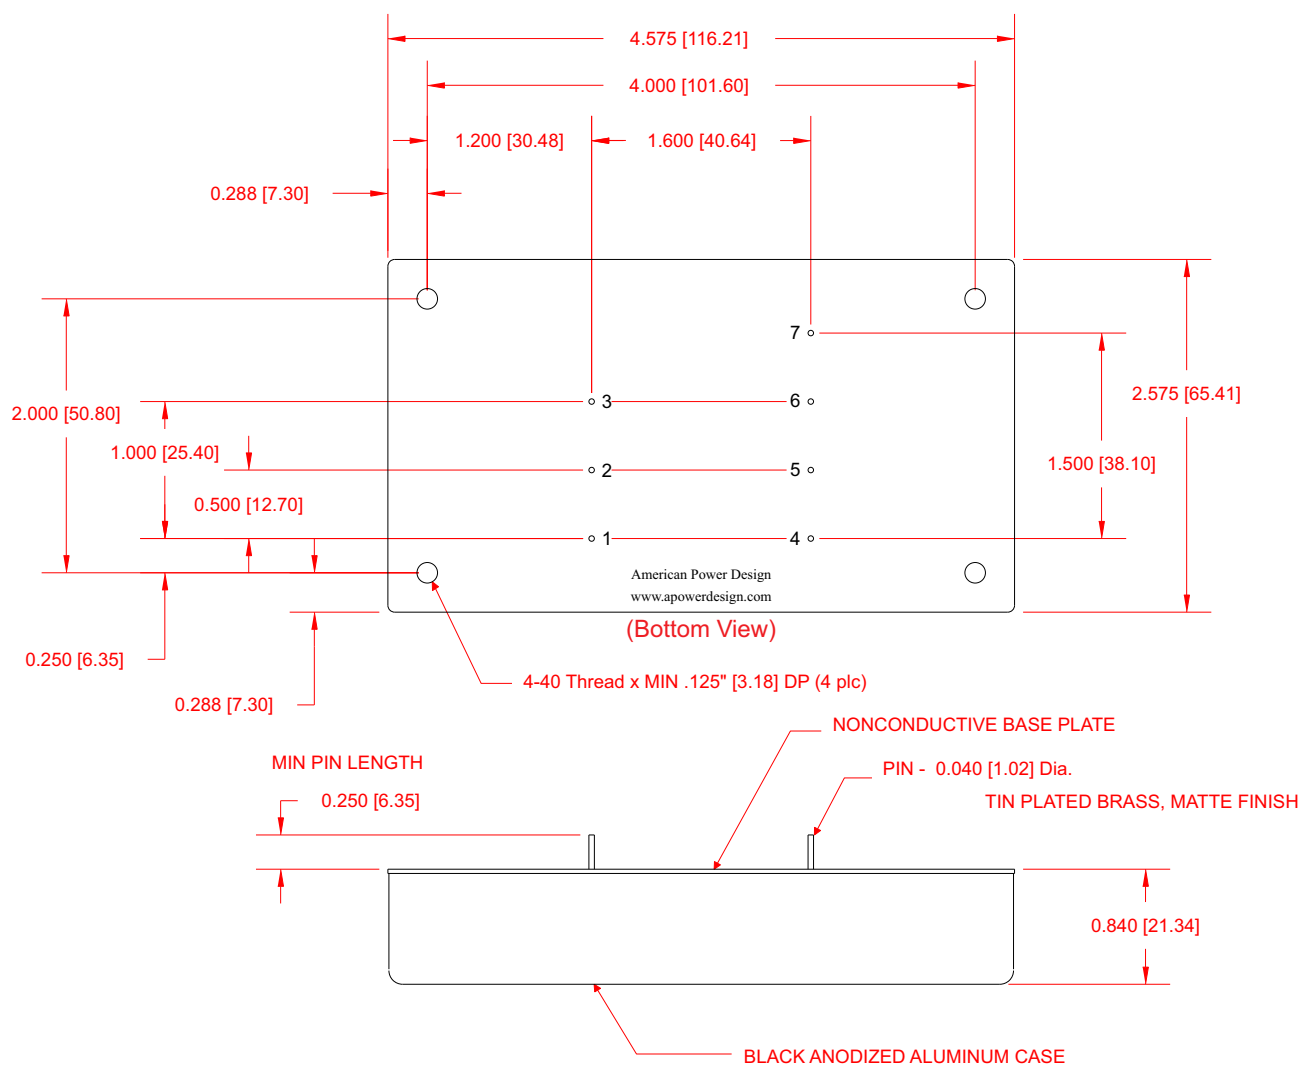 4.575 [116.21]
4.000 [101.60]
1.200 [30.48]
1.600 [40.64]
0.288 [7.30]
7
2.575 [65.41]
3
6
2.000 [50.80]
1.000 [25.40]
1.500 [38.10]
2
5
0.500 [12.70]
1
4
American Power Design
www.apowerdesign.com
(Bottom View)
0.250 [6.35]
4-40 Thread x MIN .125" [3.18] DP (4 plc)
0.288 [7.30]
NONCONDUCTIVE BASE PLATE
MIN PIN LENGTH
PIN - 0.040 [1.02] Dia.
0.250 [6.35]
TIN PLATED BRASS, MATTE FINISH
0.840 [21.34]
BLACK ANODIZED ALUMINUM CASE